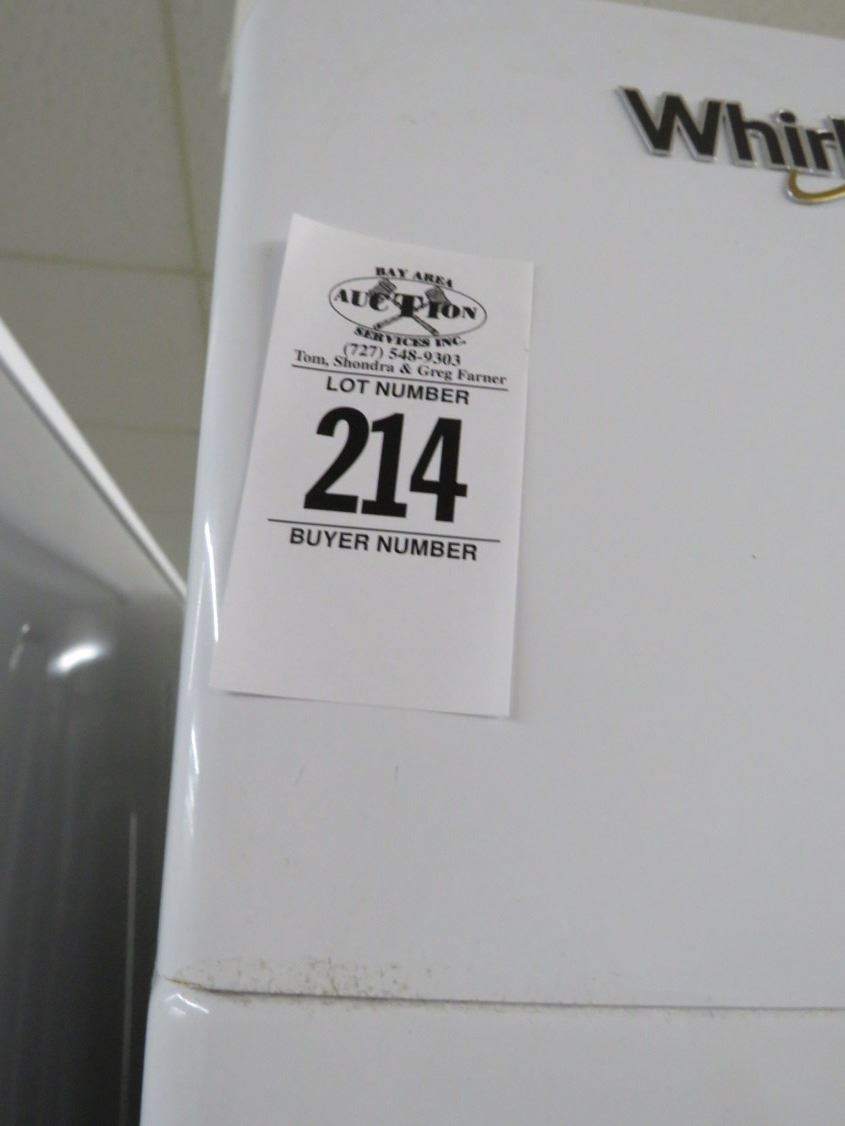 Whirl
BAY AREA
AUCTION
SERVICES INC.
(727) 548-9303
Tom, Shondra & Greg Farner
LOT NUMBER
214
BUYER NUMBER